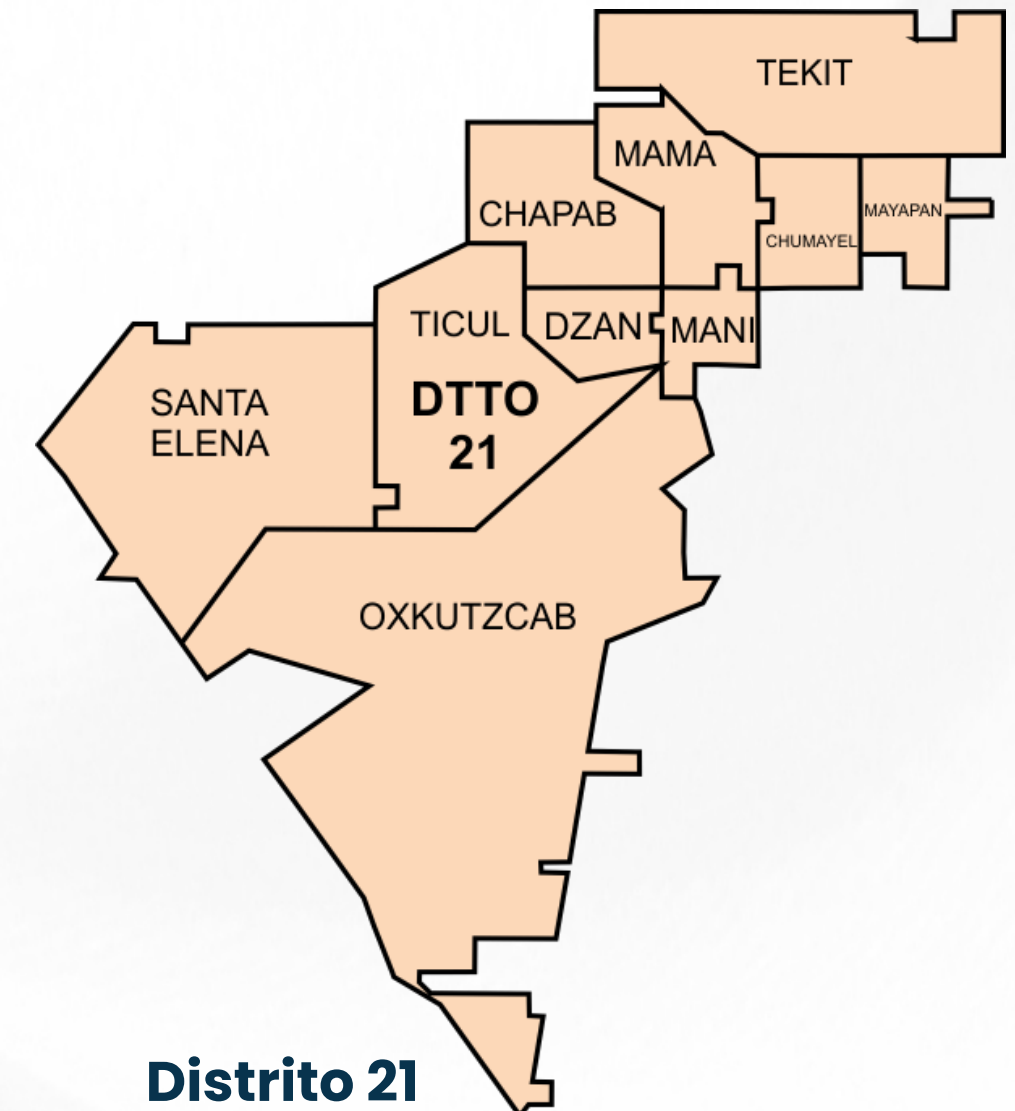 TEKIT
MAMA
CHAPAB
MAYAPAN
CHUMAYEL
TICUL
DZAN
MANI
SANTA
ELENA
DTTO
21
OXKUTZCAB
Distrito 21